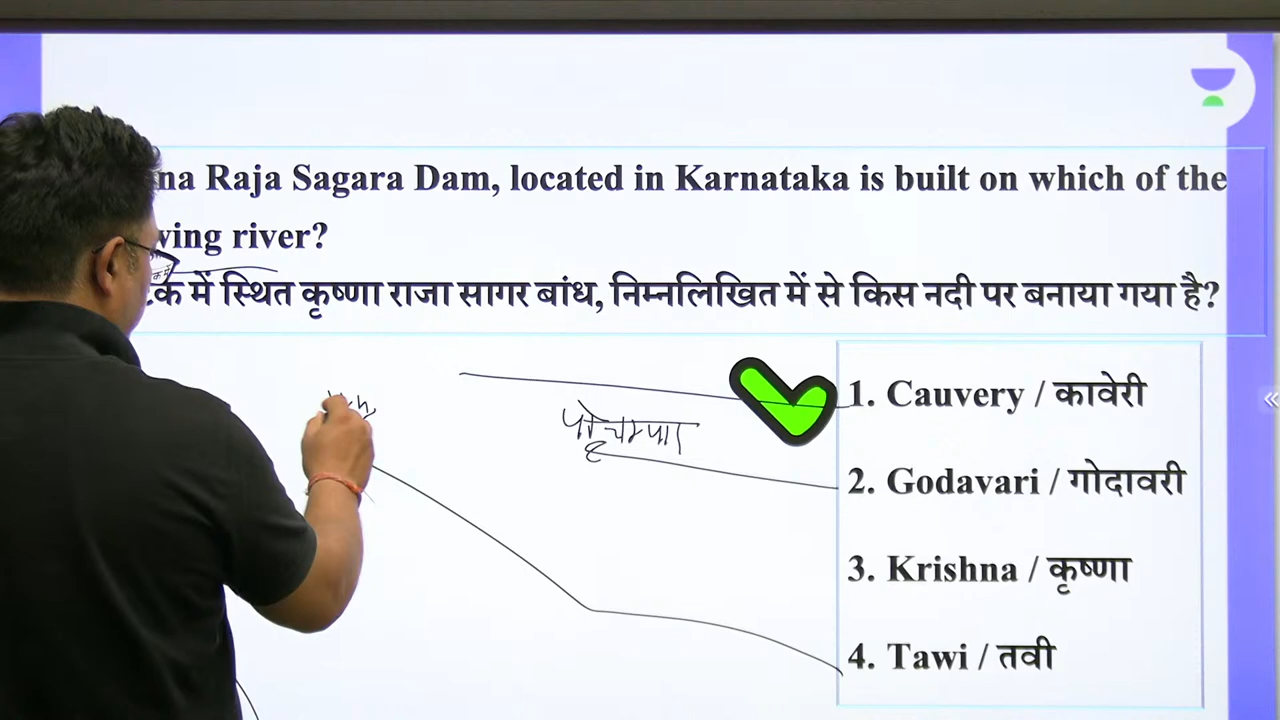 na Raja Sagara Dam, located in Karnataka is built on which of the
wing river?
टक में स्थित कृष्णा राजा सागर बांध, निम्नलिखित में से किस नदी पर बनाया गया है?
1. Cauvery / कावेरी
2. Godavari / गोदावरी
3. Krishna / कृष्णा
4. Tawi / तवी